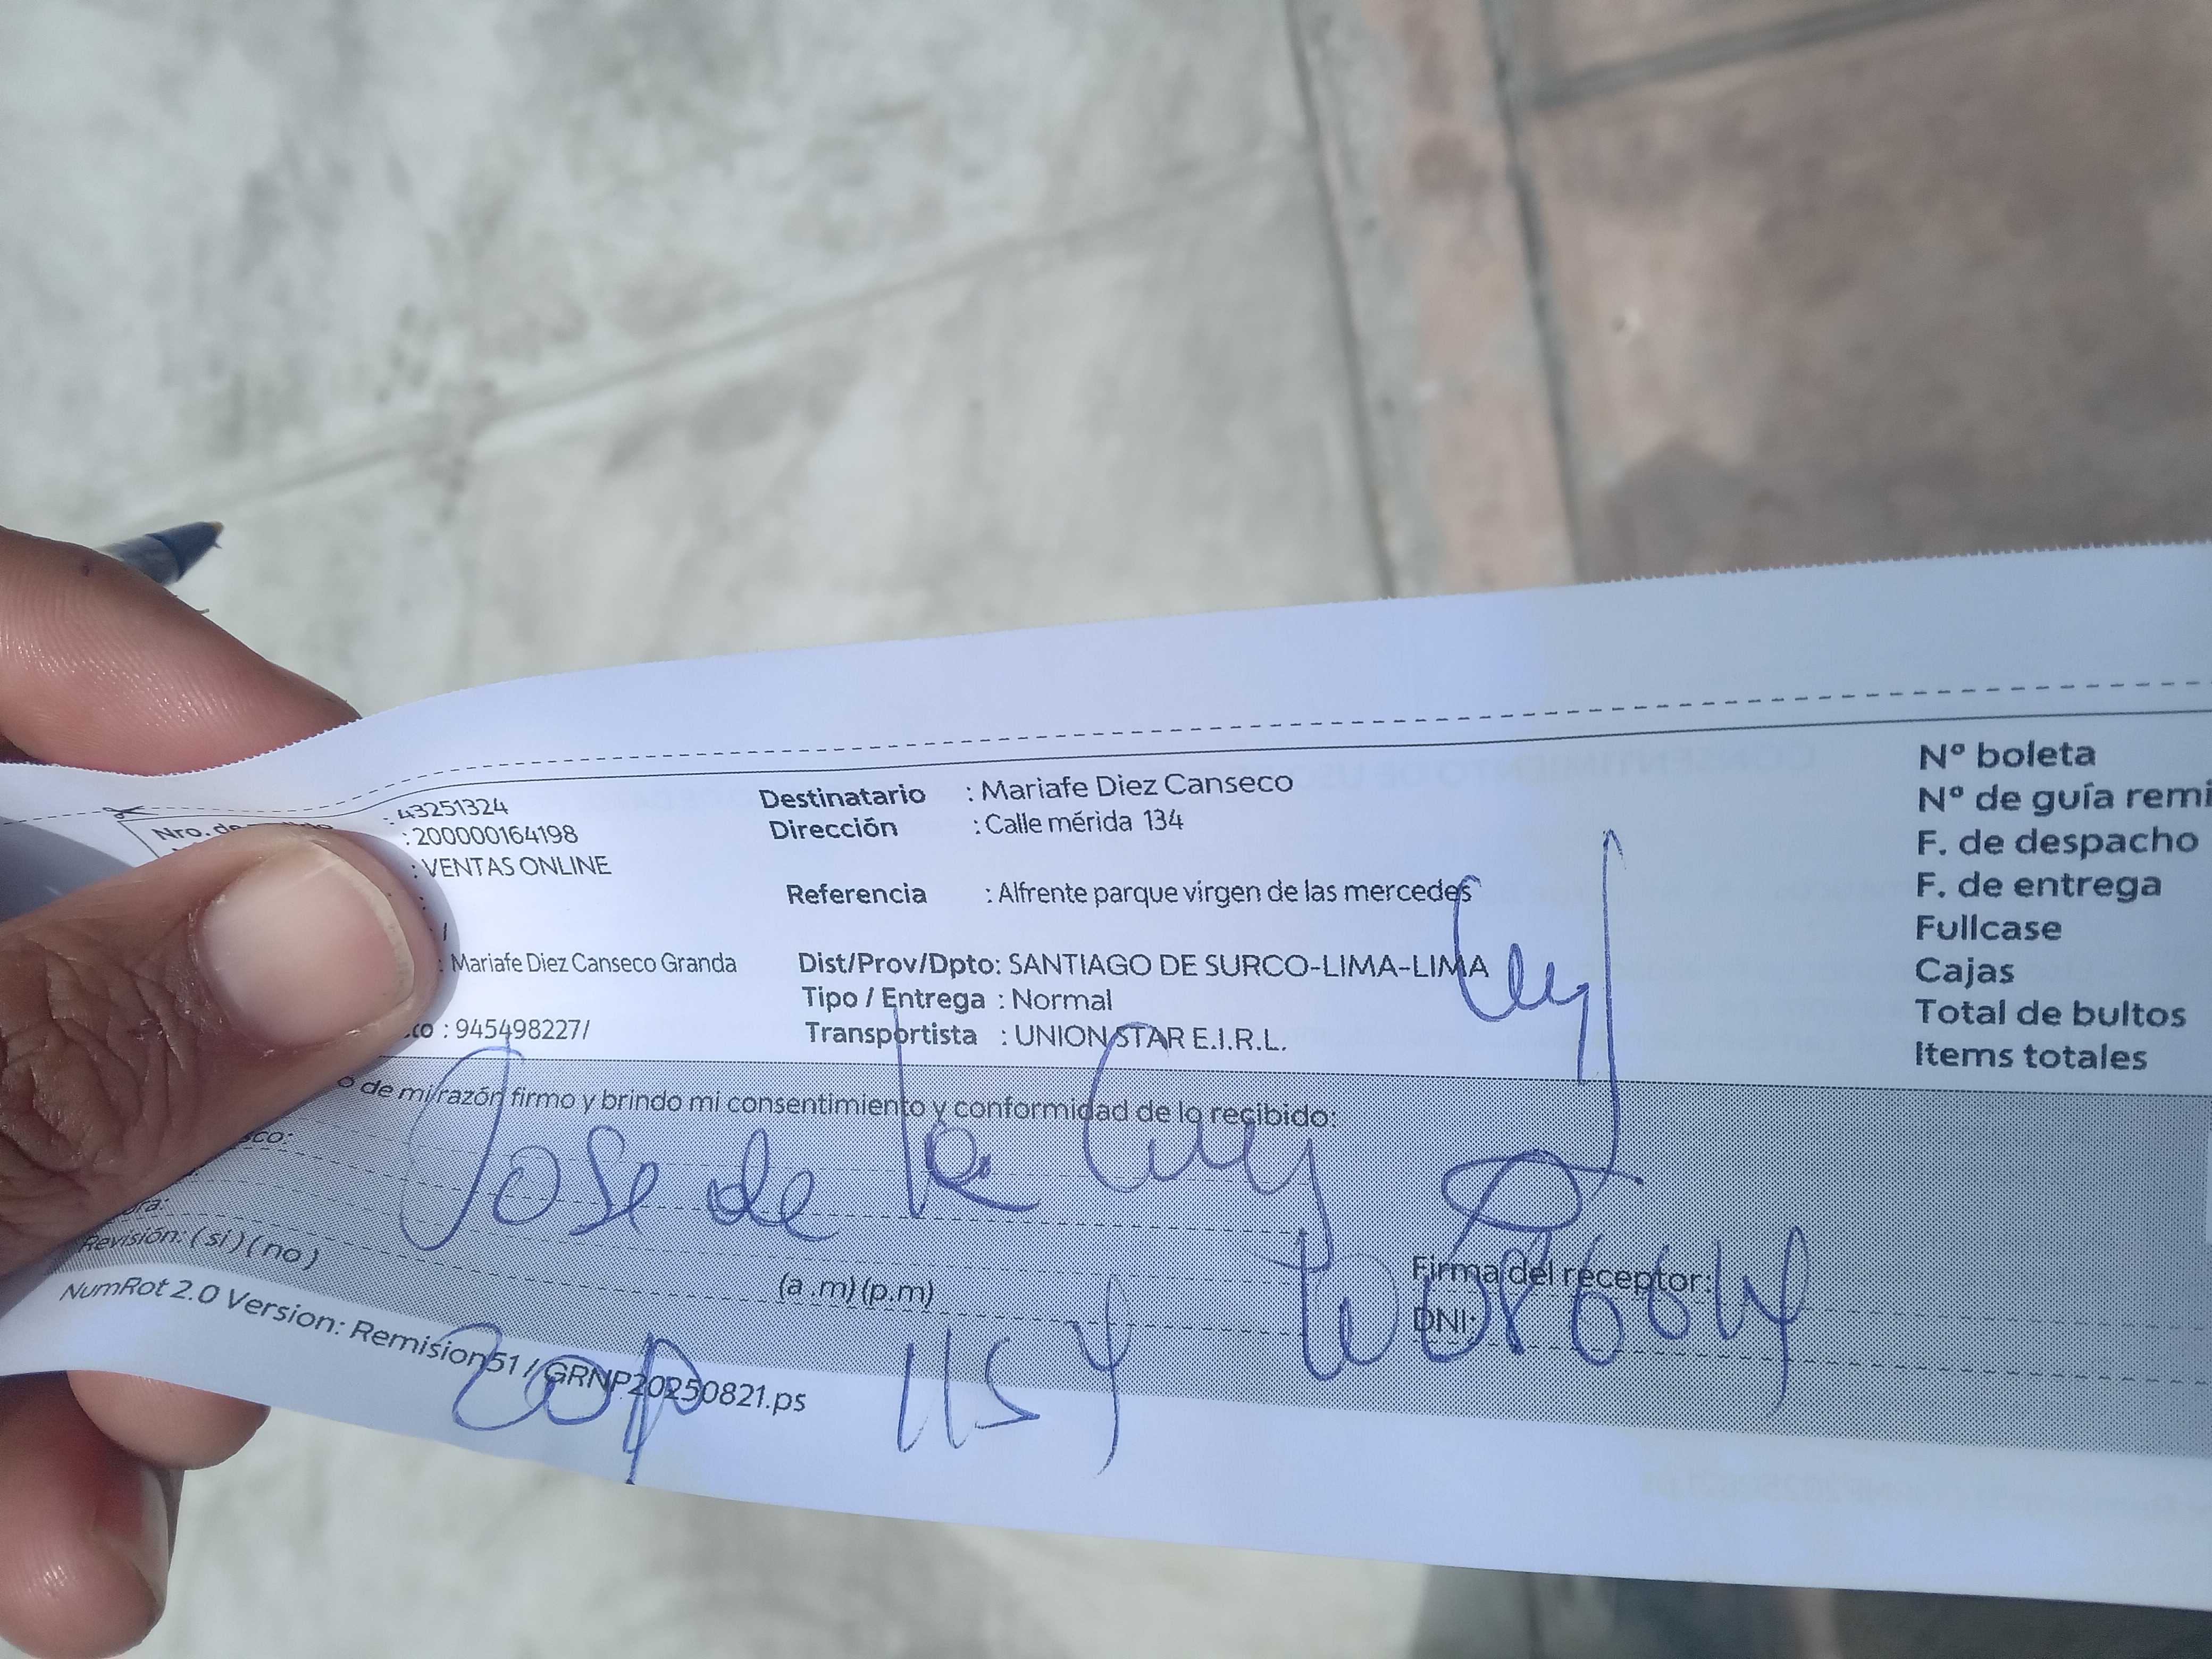 Nro. de
: 43251324
: 200000164198
: VENTAS ONLINE
:
: 1
: Mariafe Diez Canseco Granda
: 945498227/
Destinatario : Mariafe Diez Canseco
Dirección : Calle mérida 134
Referencia : Alfrente parque virgen de las mercedes
Dist/Prov/Dpto: SANTIAGO DE SURCO-LIMA-LIMA
Tipo / Entrega : Normal
Transportista : UNION STAR E.I.R.L.
Nº boleta
Nº de guía remi
F. de despacho
F. de entrega
Fullcase
Cajas
Total de bultos
Items totales
o de mi razón firmo y brindo mi consentimiento y conformidad de lo recibido:
Jose de la Cruz
Revisión: ( si ) ( no )
(a .m) (p.m)
Firma del receptor:
DNI:
NumRot 2.0 Version: Remision51 / GRNP20250821.ps